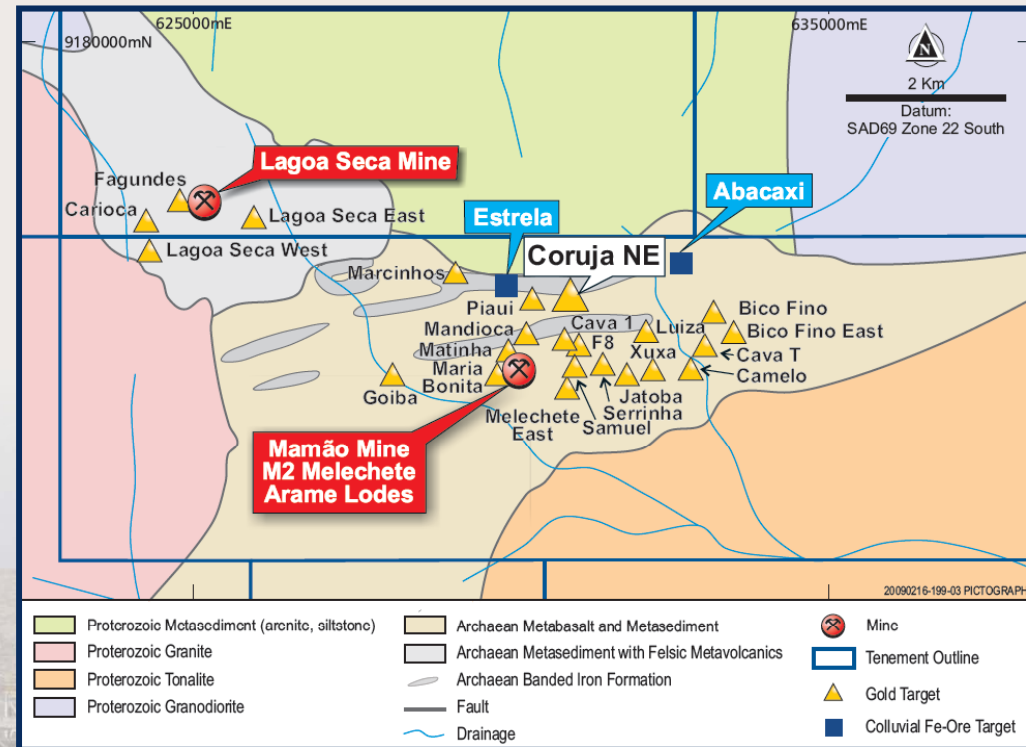 625000mE
635000mE
9180000mN
N
2 Km
Datum:
SAD69 Zone 22 South
Lagoa Seca Mine
Fagundes
Carioca
Lagoa Seca East
Lagoa Seca West
Estrela
Abacaxi
Coruja NE
Marcinhos
Piaui
Mandioca
Matinha
Maria
Bonita
Goiba
Cava 1
F8
Luiza
Xuxa
Bico Fino
Bico Fino East
Cava T
Camelo
Jatoba
Serrinha
Samuel
Melechete
East
Mamão Mine
M2 Melechete
Arame Lodes
20090216-199-03 PICTOGRAPH
Proterozoic Metasediment (arenite, siltstone)
Proterozoic Granite
Proterozoic Tonalite
Proterozoic Granodiorite
Archaean Metabasalt and Metasediment
Archaean Metasediment with Felsic Metavolcanics
Archaean Banded Iron Formation
Fault
Drainage
Mine
Tenement Outline
Gold Target
Colluvial Fe-Ore Target